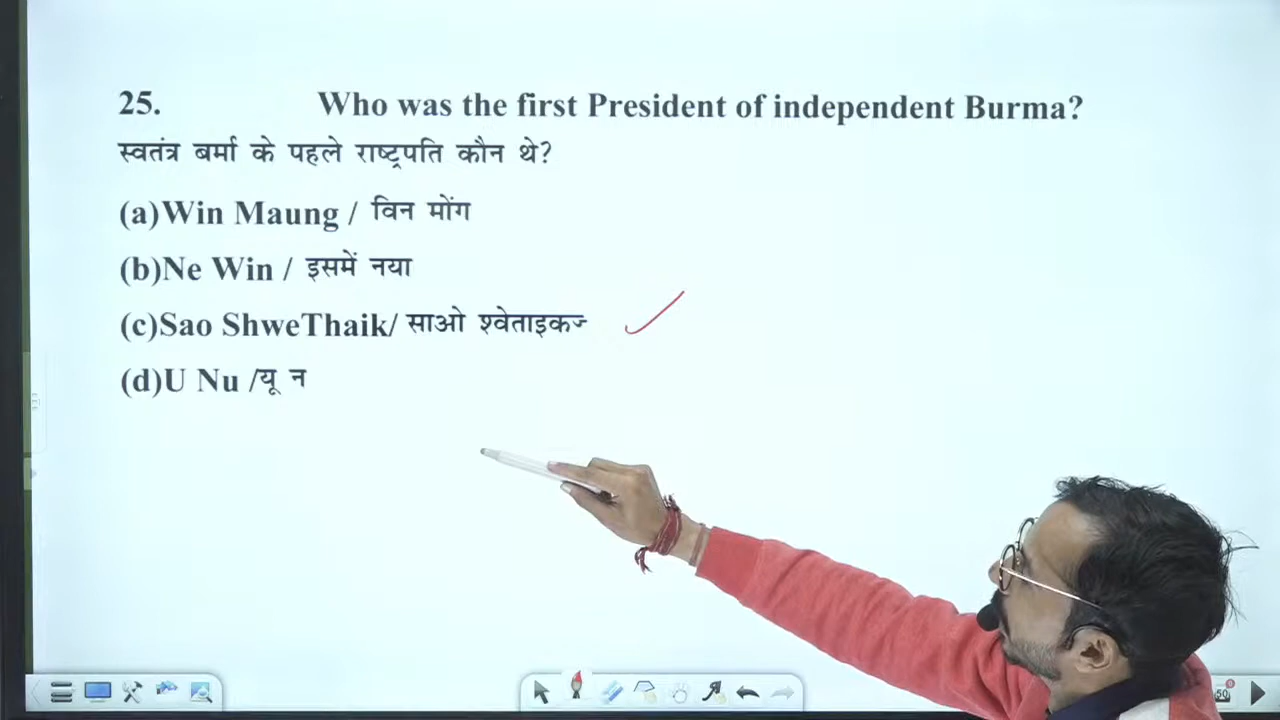 25. Who was the first President of independent Burma?
स्वतंत्र बर्मा के पहले राष्ट्रपति कौन थे?
(a)Win Maung / विन मोंग
(b)Ne Win / इसमें नया
(c)Sao ShweThaik/ साओ श्वेताइकज्
(d)U Nu /यू न